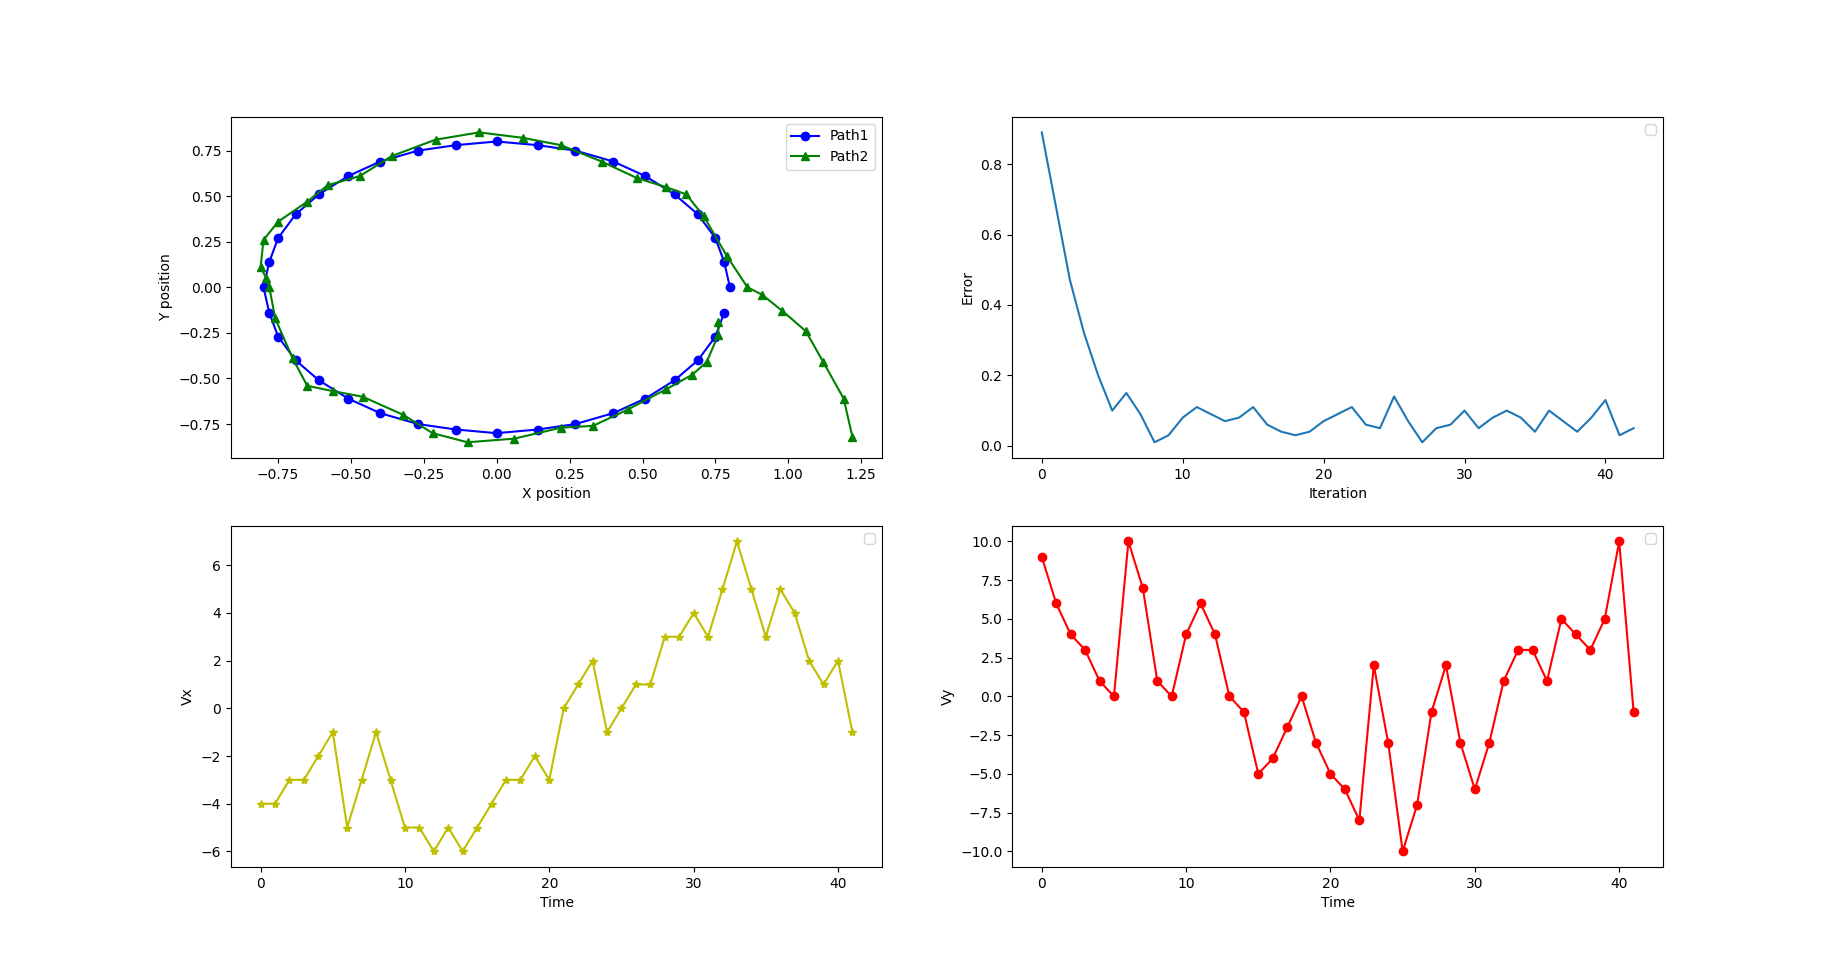 Path1
Path2
0.75
0.50
0.25
0.00
−0.25
−0.50
−0.75
Y position
−0.75 −0.50 −0.25 0.00 0.25 0.50 0.75 1.00 1.25
X position
0.8
0.6
0.4
0.2
0.0
Error
0 10 20 30 40
Iteration
6
4
2
0
−2
−4
−6
Vx
0 10 20 30 40
Time
10.0
7.5
5.0
2.5
0.0
−2.5
−5.0
−7.5
−10.0
Vy
0 10 20 30 40
Time